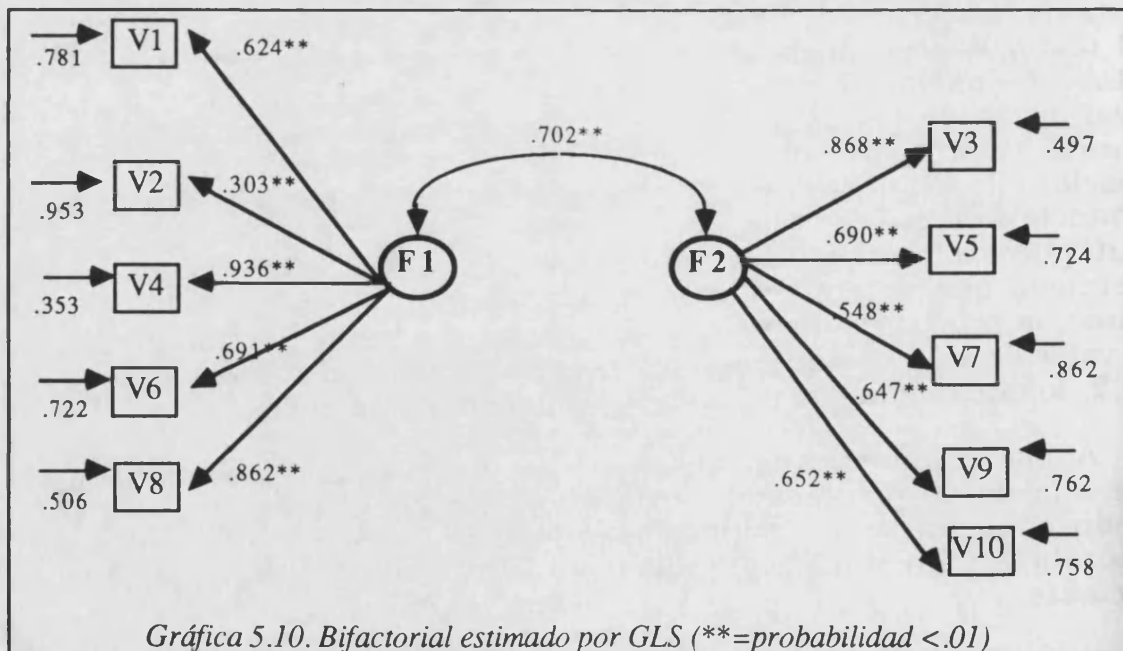 V1
.781
.624**
V2
.953
.303**
V4
.353
.936**
V6
.722
.691**
V8
.506
.862**
F1
.702**
F2
.868**
V3
.497
.690**
V5
.724
.548**
V7
.862
.647**
V9
.762
.652**
V10
.758
Gráfica 5.10. Bifactorial estimado por GLS (**=probabilidad <.01)